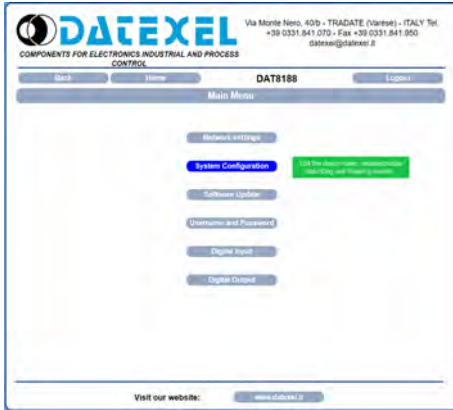 DATEXEL
COMPONENTS FOR ELECTRONICS INDUSTRIAL AND PROCESS
CONTROL
Via Monte Nero, 40/b - TRADATE (Varese) - ITALY Tel.
+39 0331.841.070 - Fax +39 0331.841.950
datexel@datexel.it
Back
Home
DAT8188
Logout
Main Menu
Network settings
System Configuration
Software Update
Username and Password
Digital Input
Digital Output
Visit our website:
www.datexel.it